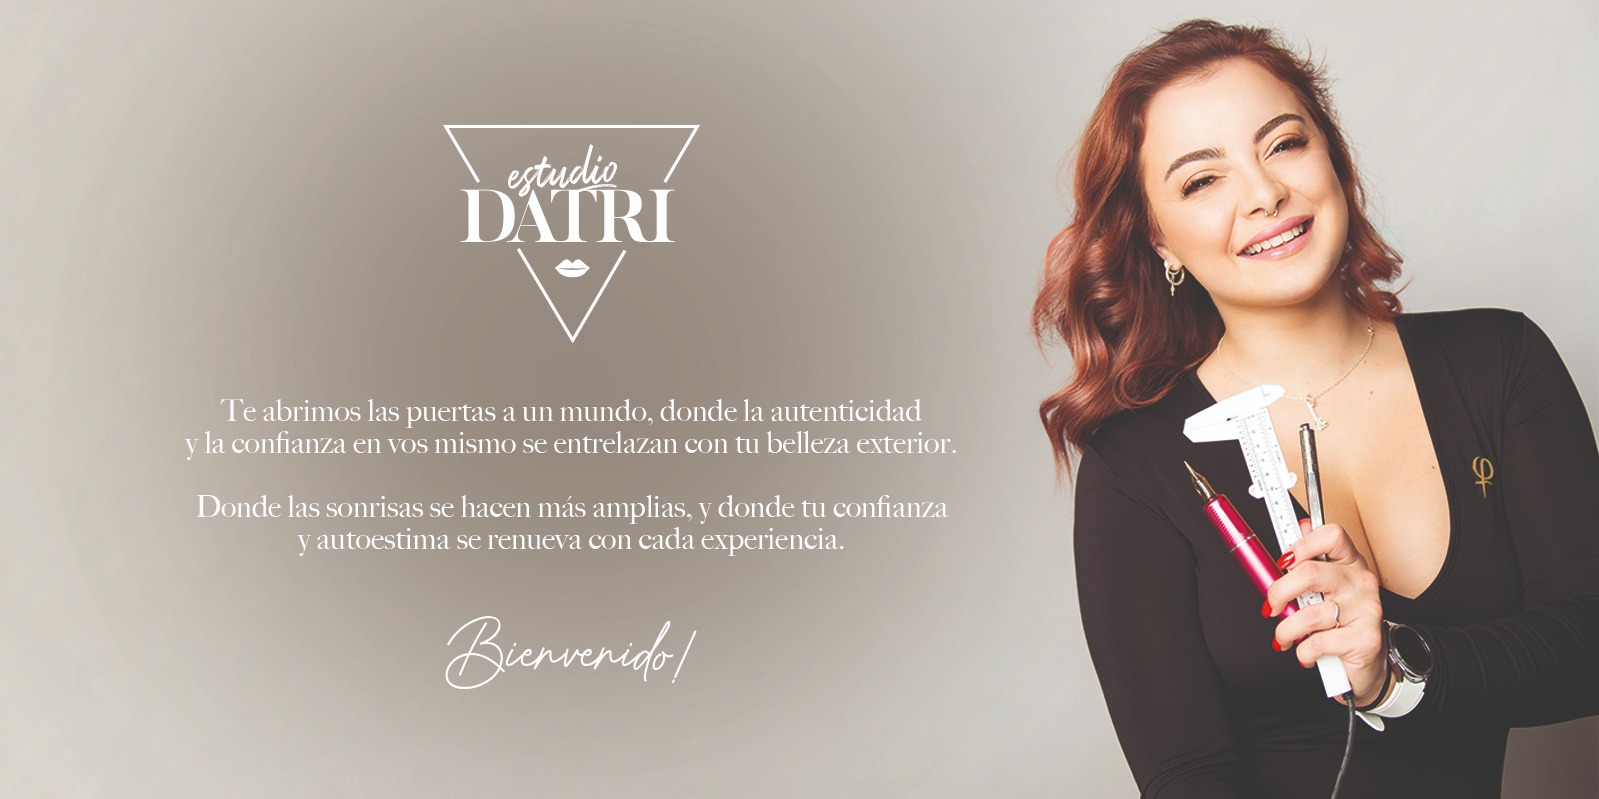 estudio
DATRI
Te abrimos las puertas a un mundo, donde la autenticidad
y la confianza en vos mismo se entrelazan con tu belleza exterior.
Donde las sonrisas se hacen más amplias, y donde tu confianza
y autoestima se renueva con cada experiencia.
Bienvenido!